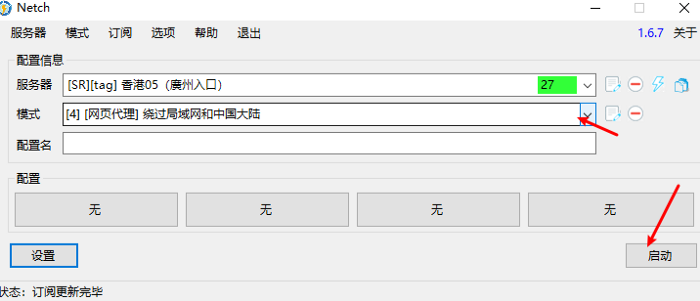 Netch
服务器 模式 订阅 选项 帮助 退出 1.6.7 关于
配置信息
服务器 [SR][tag] 香港05（廣州入口） 27
模式 [4] [网页代理] 绕过局域网和中国大陆
配置名
配置
无 无 无 无
设置 启动
状态：订阅更新完毕